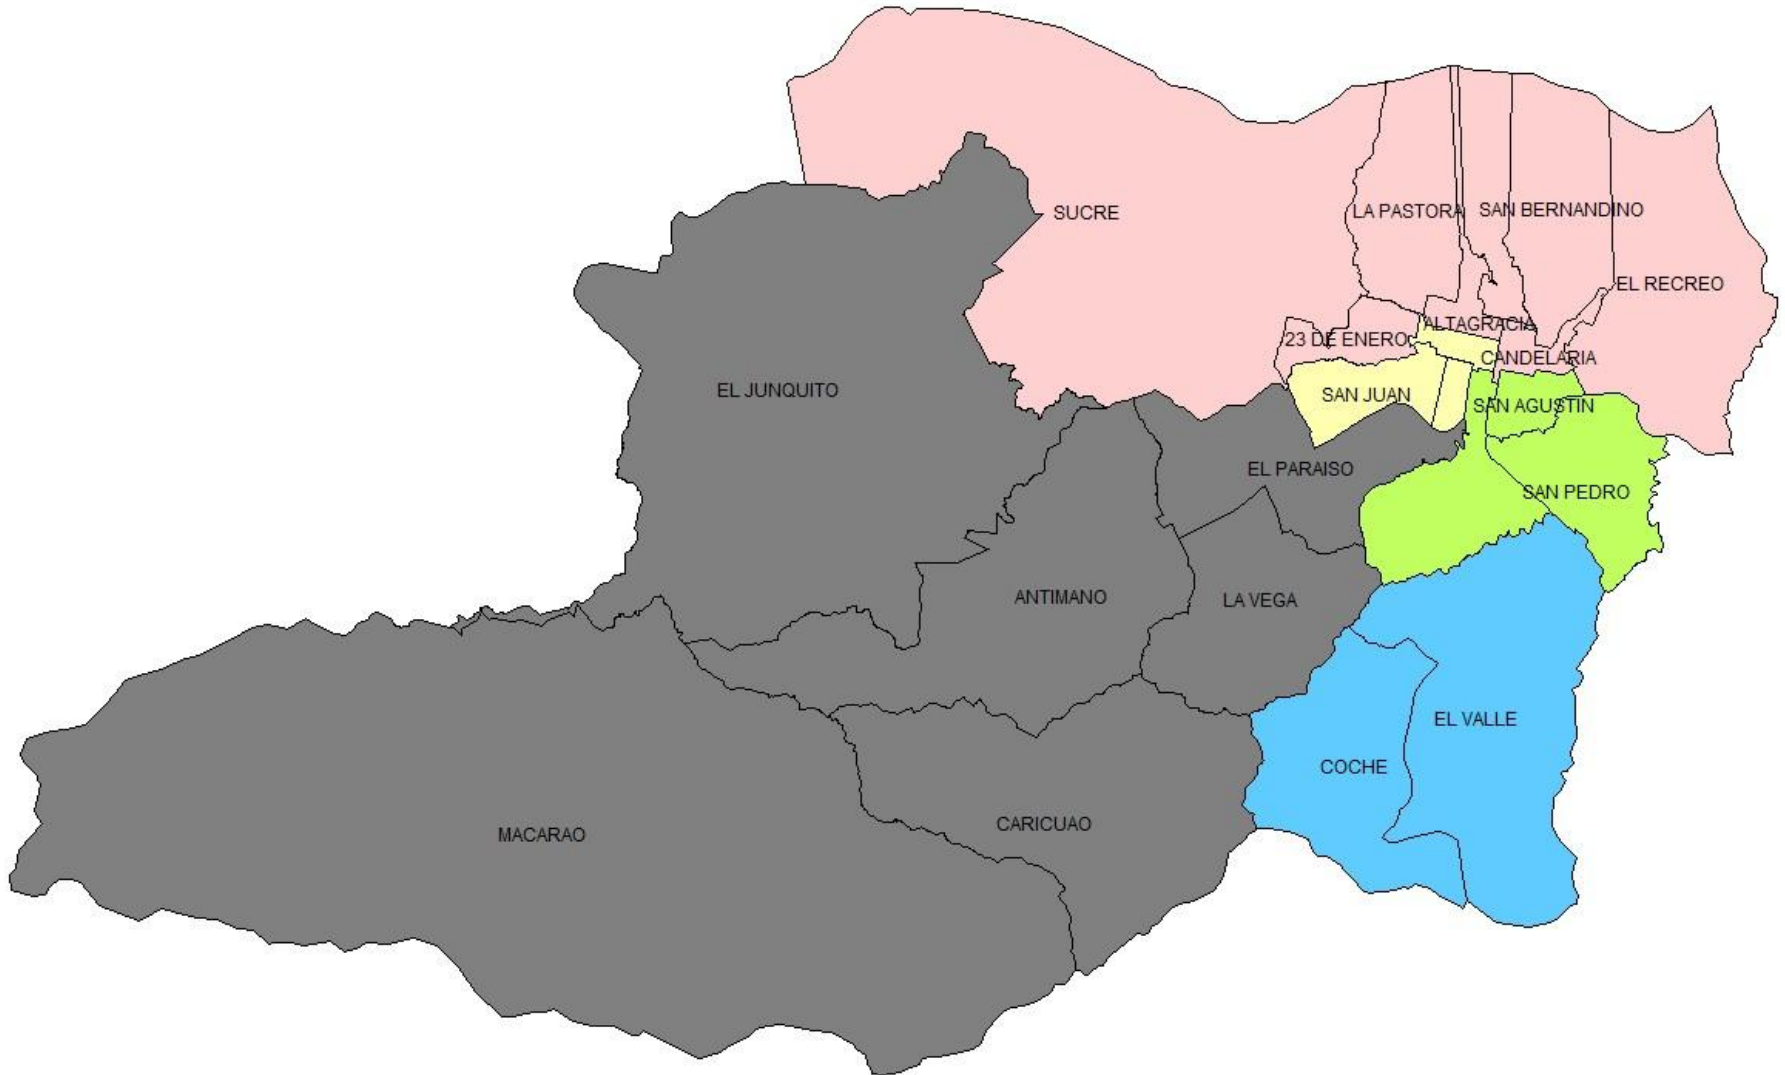 SUCRE
LA PASTORA
SAN BERNANDINO
EL RECREO
ALTAGRACIA
23 DE ENERO
CANDELARIA
EL JUNQUITO
SAN JUAN
SAN AGUSTIN
EL PARAISO
SAN PEDRO
ANTIMANO
LA VEGA
EL VALLE
COCHE
CARICUAO
MACARAO